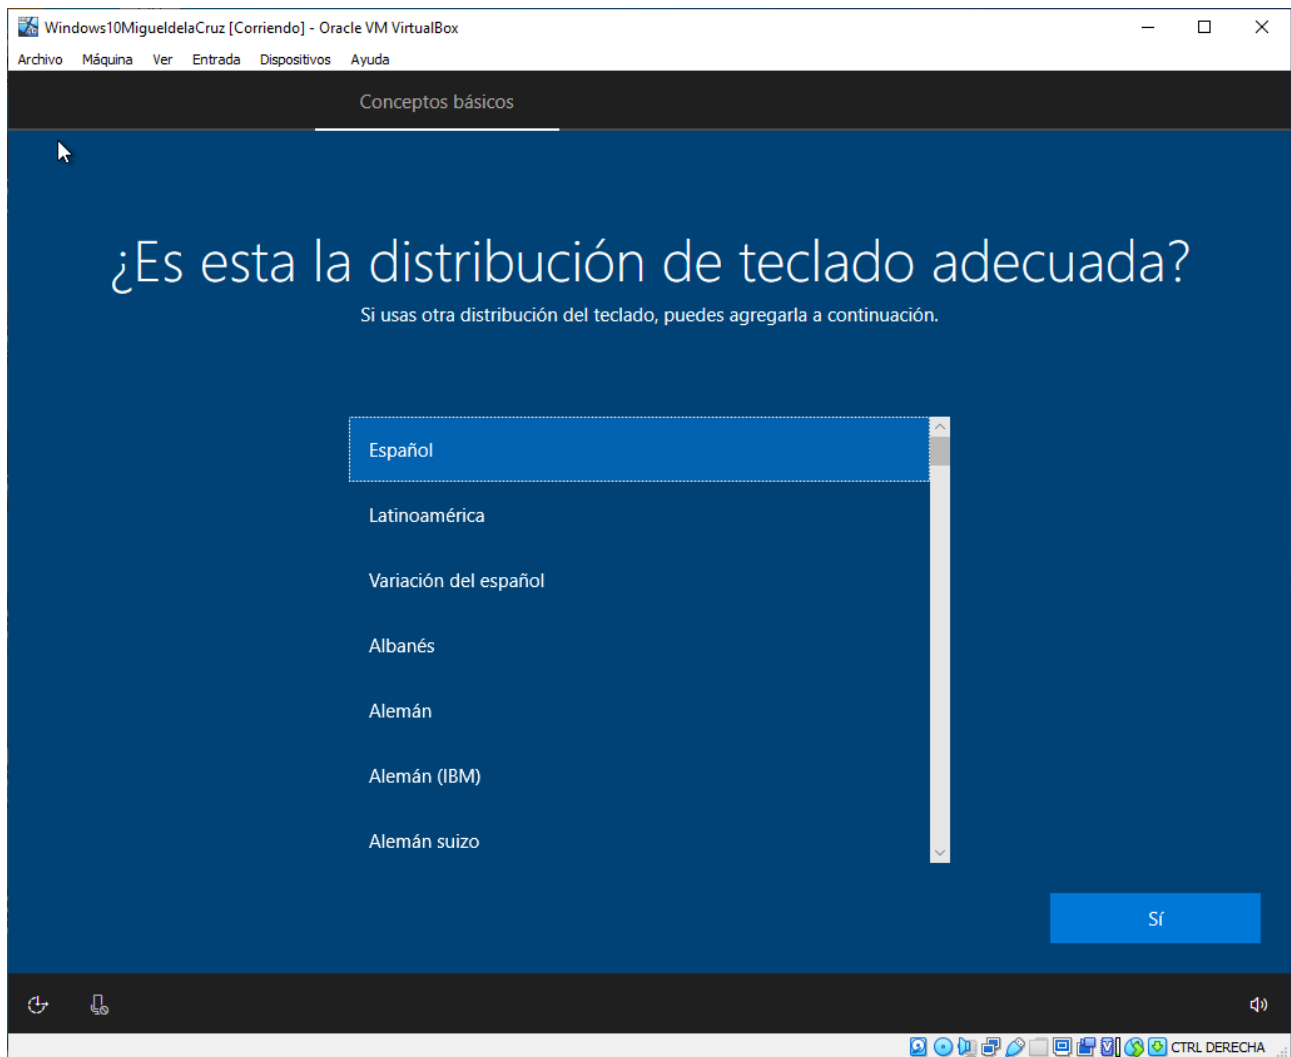 Windows10MigueldelaCruz [Corriendo] - Oracle VM VirtualBox
Archivo Máquina Ver Entrada Dispositivos Ayuda
Conceptos básicos
¿Es esta la distribución de teclado adecuada?
Si usas otra distribución del teclado, puedes agregarla a continuación.
Español
Latinoamérica
Variación del español
Albanés
Alemán
Alemán (IBM)
Alemán suizo
Sí
CTRL DERECHA